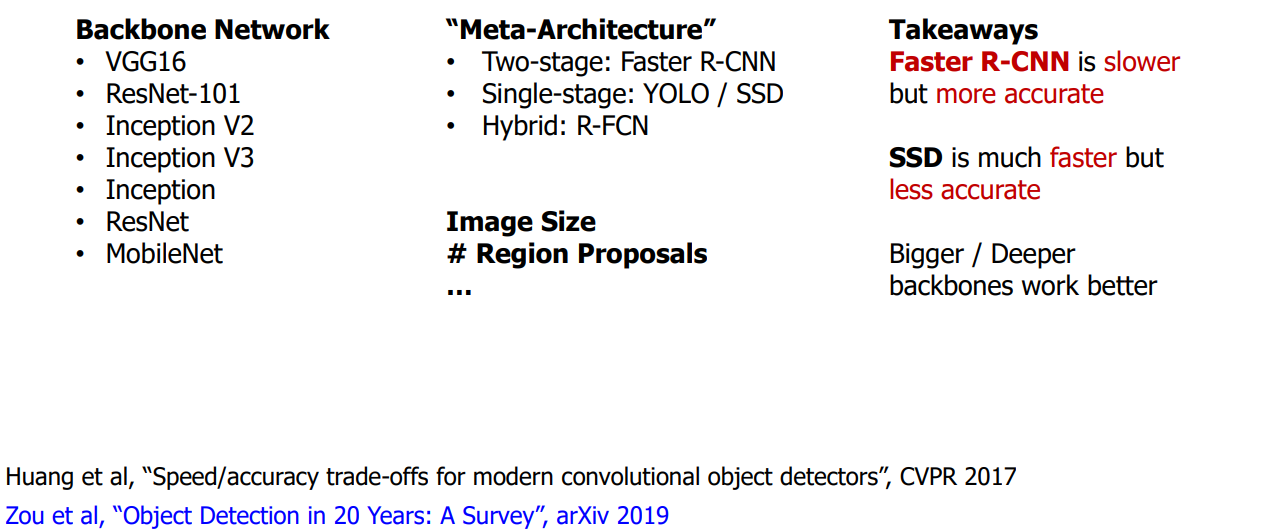 Backbone Network
• VGG16
• ResNet-101
• Inception V2
• Inception V3
• Inception
• ResNet
• MobileNet
“Meta-Architecture”
• Two-stage: Faster R-CNN
• Single-stage: YOLO / SSD
• Hybrid: R-FCN
Image Size
# Region Proposals
...
Takeaways
Faster R-CNN is slower
but more accurate
SSD is much faster but
less accurate
Bigger / Deeper
backbones work better
Huang et al, “Speed/accuracy trade-offs for modern convolutional object detectors”, CVPR 2017
Zou et al, “Object Detection in 20 Years: A Survey”, arXiv 2019